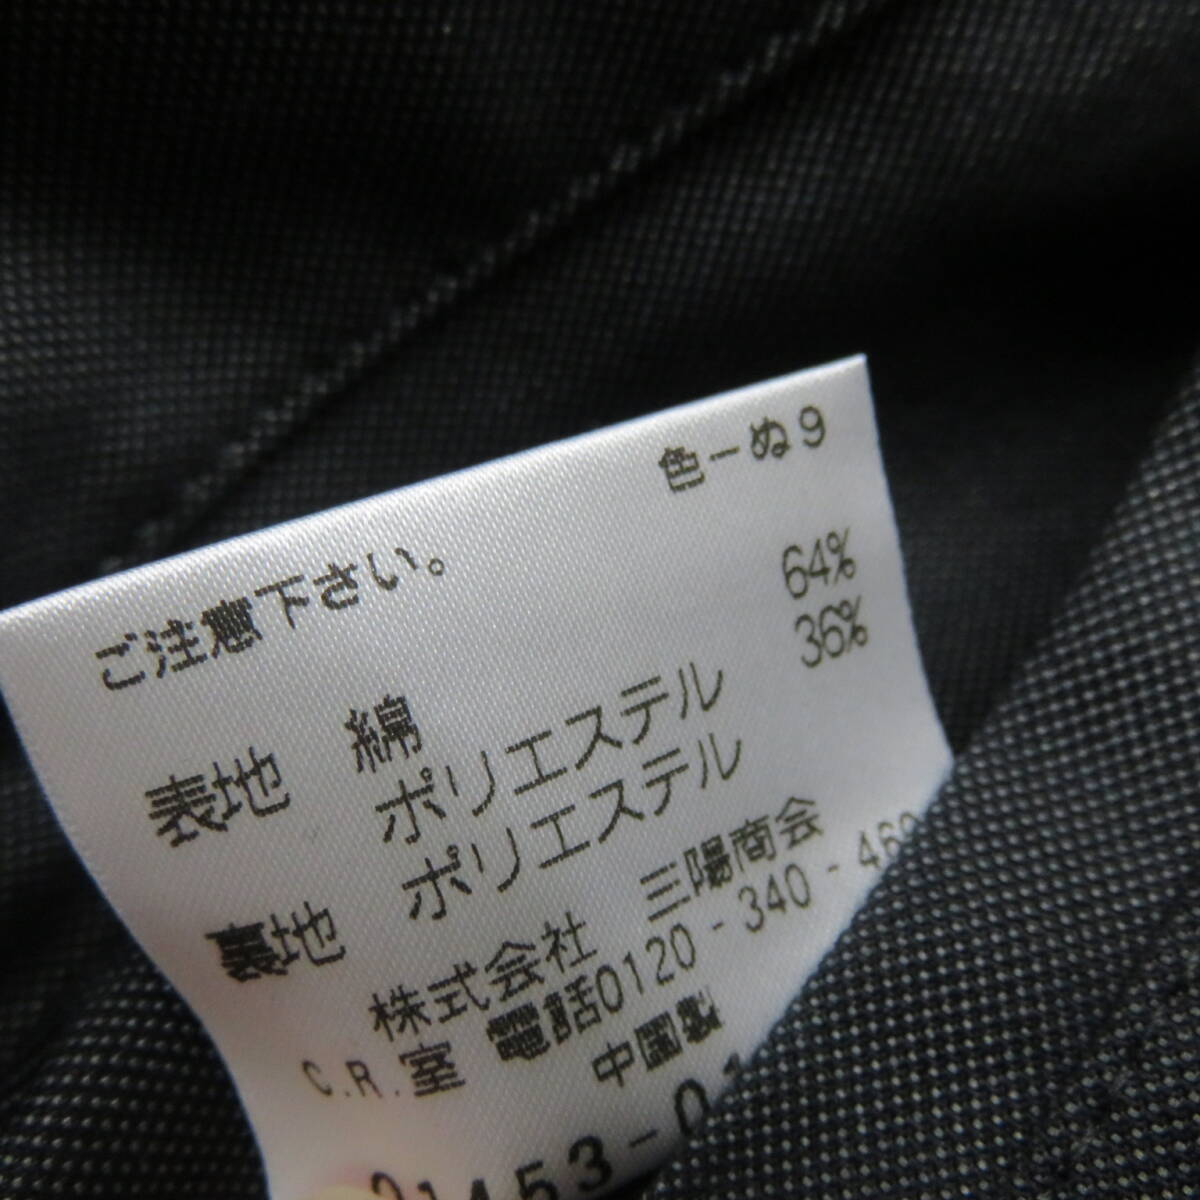 色－ぬ9
ご注意下さい。
表地 綿 64%
ポリエステル 36%
裏地 ポリエステル
株式会社 三陽商会
C.R.室 電話0120-340-460
中国製